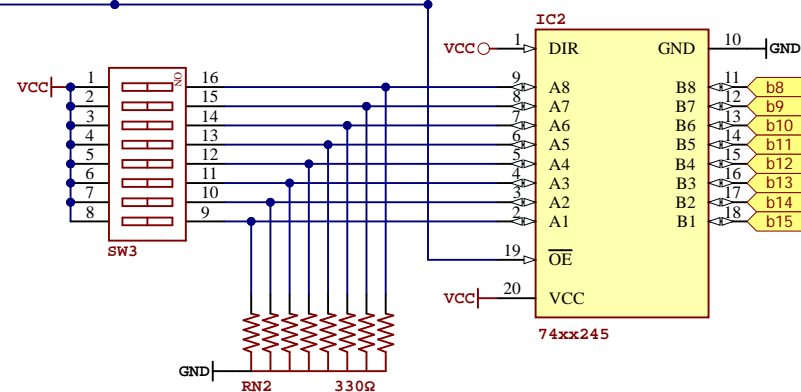 IC2
VCC 1 DIR GND 10 GND
VCC 1 ON 16 9 A8 B8 11 b8
2 15 8 A7 B7 12 b9
3 14 7 A6 B6 13 b10
4 13 6 A5 B5 14 b11
5 12 5 A4 B4 15 b12
6 11 4 A3 B3 16 b13
7 10 3 A2 B2 17 b14
8 9 2 A1 B1 18 b15
SW3
19 OE
VCC 20 VCC
74xx245
GND
RN2 330Ω